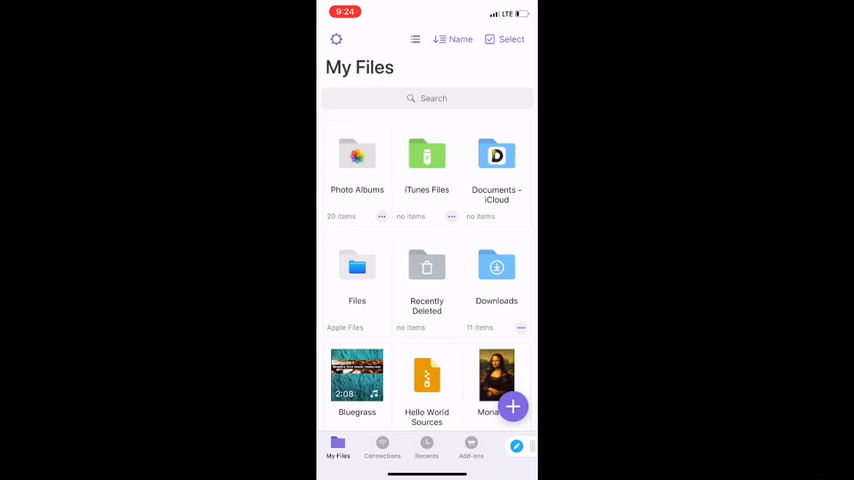 9:24 LTE
Name Select
My Files
Search
Photo Albums iTunes Files Documents -
iCloud
20 items no items no items
Files Recently Downloads
Deleted
Apple Files no items 11 items
2:08
Bluegrass Hello World Mona
Sources
My Files Connections Recents Add-ons